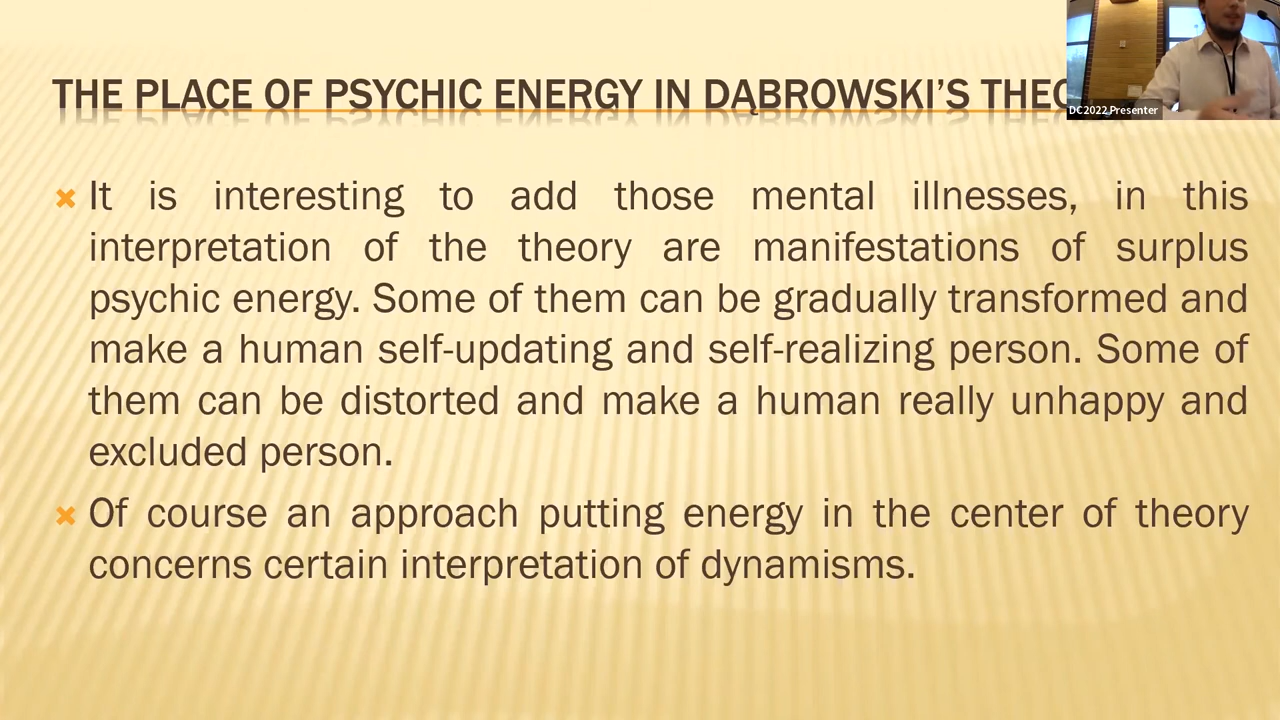 THE PLACE OF PSYCHIC ENERGY IN DĄBROWSKI'S
DC2022 Presenter
It is interesting to add those mental illnesses, in this
interpretation of the theory are manifestations of surplus
psychic energy. Some of them can be gradually transformed and
make a human self-updating and self-realizing person. Some of
them can be distorted and make a human really unhappy and
excluded person.
Of course an approach putting energy in the center of theory
concerns certain interpretation of dynamisms.